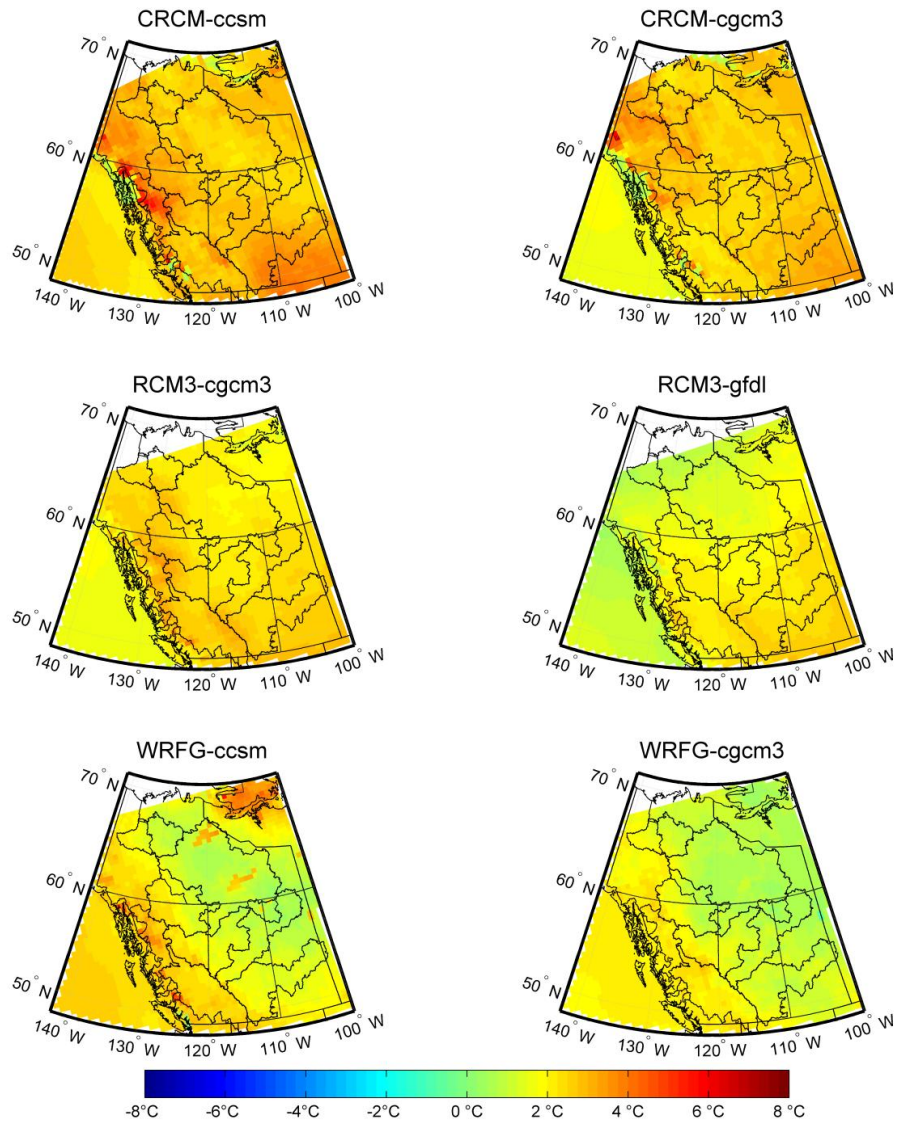 CRCM-ccsm
CRCM-cgcm3
70° N
60° N
50° N
140° W
130° W
120° W
110° W
100° W
70° N
60° N
50° N
140° W
130° W
120° W
110° W
100° W
RCM3-cgcm3
RCM3-gfdl
70° N
60° N
50° N
140° W
130° W
120° W
110° W
100° W
70° N
60° N
50° N
140° W
130° W
120° W
110° W
100° W
WRFG-ccsm
WRFG-cgcm3
70° N
60° N
50° N
140° W
130° W
120° W
110° W
100° W
70° N
60° N
50° N
140° W
130° W
120° W
110° W
100° W
-8°C -6°C -4°C -2°C 0 °C 2 °C 4 °C 6 °C 8 °C